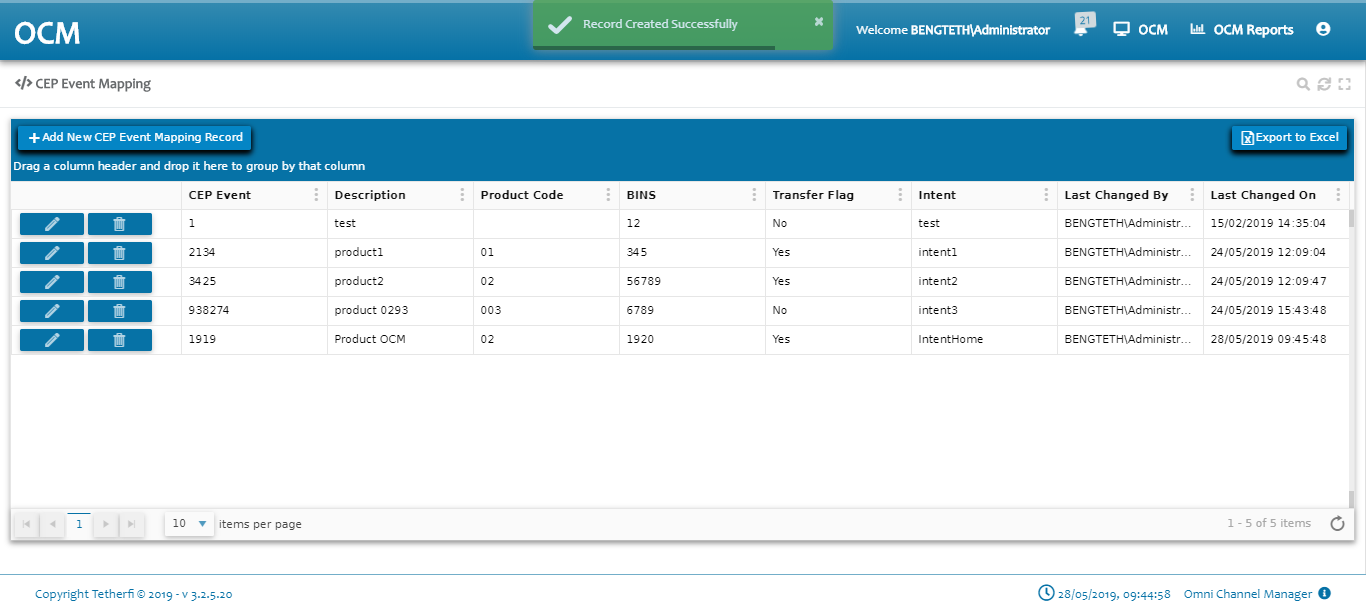 OCM
Record Created Successfully
Welcome BENGTETH\Administrator
21
OCM
OCM Reports
CEP Event Mapping
Add New CEP Event Mapping Record
Export to Excel
Drag a column header and drop it here to group by that column
CEP Event Description Product Code BINS Transfer Flag Intent Last Changed By Last Changed On
1 test 12 No test BENGTETH\Administr... 15/02/2019 14:35:04
2134 product1 01 345 Yes intent1 BENGTETH\Administr... 24/05/2019 12:09:04
3425 product2 02 56789 Yes intent2 BENGTETH\Administr... 24/05/2019 12:09:47
938274 product 0293 003 6789 No intent3 BENGTETH\Administr... 24/05/2019 15:43:48
1919 Product OCM 02 1920 Yes IntentHome BENGTETH\Administr... 28/05/2019 09:45:48
1 10 items per page 1 - 5 of 5 items
Copyright Tetherfi © 2019 - v 3.2.5.20 28/05/2019, 09:44:58 Omni Channel Manager